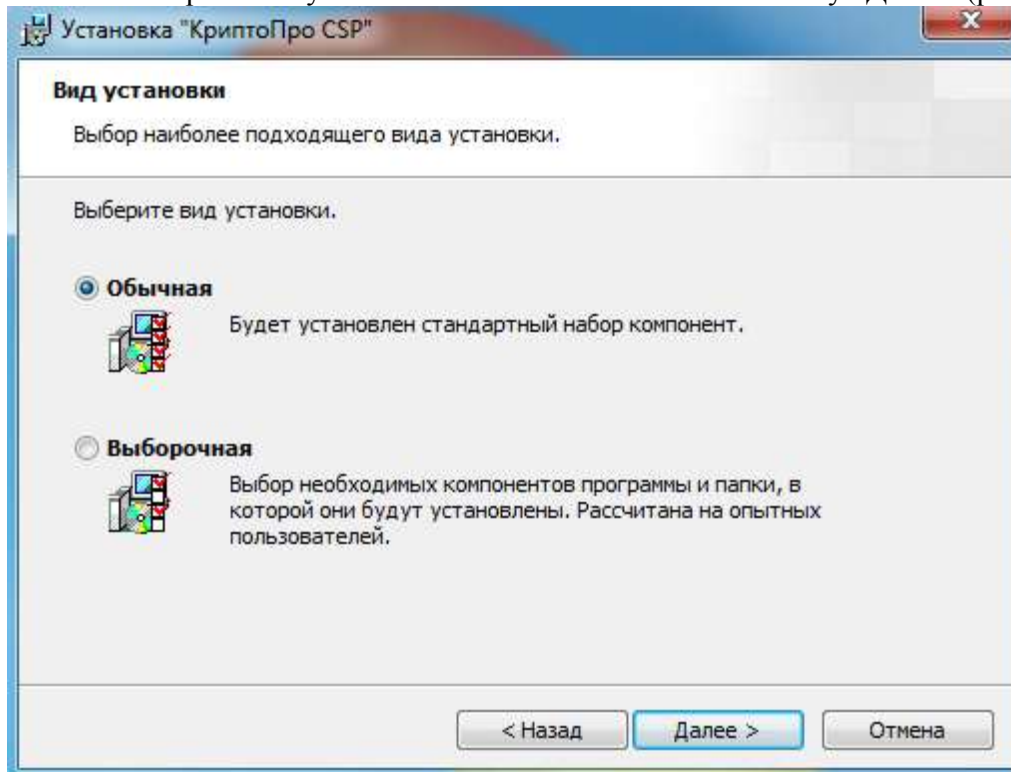 Установка "КриптоПро CSP"
Вид установки
Выбор наиболее подходящего вида установки.
Выберите вид установки.
Обычная
Будет установлен стандартный набор компонент.
Выборочная
Выбор необходимых компонентов программы и папки, в
которой они будут установлены. Рассчитана на опытных
пользователей.
< Назад
Далее >
Отмена